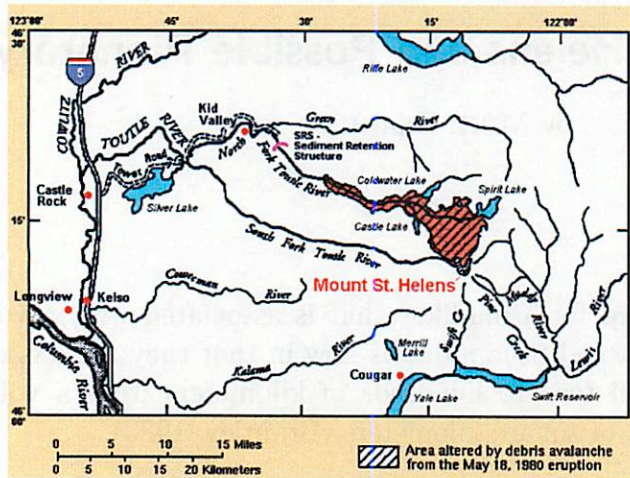 123°00'
45'
30'
15'
122°00'
46°
30'
5
RIVER
Riffe Lake
COWLITZ
TOUTLE RIVER
Kid Valley
Green River
SRS -
Sediment Retention
Structure
North Fork Toutle River
Tower Road
Coldwater Lake
Spirit Lake
Castle Rock
Silver Lake
15'
Castle Lake
South Fork Toutle River
Mount St. Helens
Coweeman River
Longview
Kelso
Columbia River
Kalama River
Merrill Lake
Swift Cr.
Pine Creek
Muddy River
Lewis River
Cougar
Yale Lake
Swift Reservoir
46
0 5 10 15 Miles
0 5 10 15 20 Kilometers
Area altered by debris avalanche
from the May 18, 1980 eruption